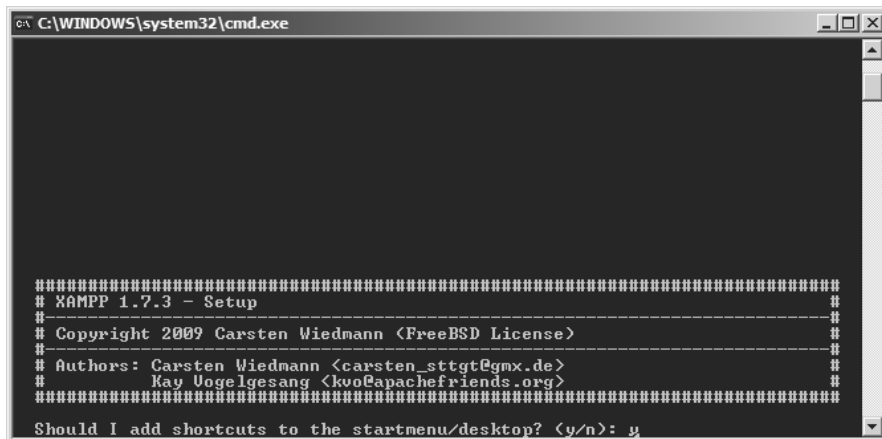 C:\WINDOWS\system32\cmd.exe
###########################################################################
# XAMPP 1.7.3 - Setup #
#---------------------------------------------------------------------------#
# Copyright 2009 Carsten Wiedmann (FreeBSD License) #
#---------------------------------------------------------------------------#
# Authors: Carsten Wiedmann <carsten_sttgt@gmx.de> #
# Kay Vogelgesang <kvo@apachefriends.org> #
###########################################################################
Should I add shortcuts to the startmenu/desktop? (y/n): y